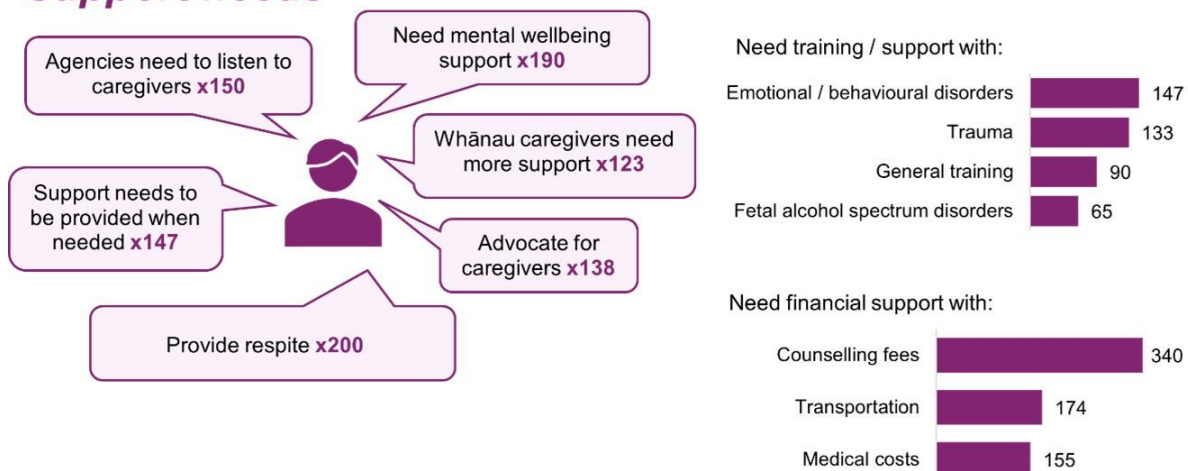 Need mental wellbeing
support x190
Agencies need to listen to
caregivers x150
Whānau caregivers need
more support x123
Support needs to
be provided when
needed x147
Advocate for
caregivers x138
Provide respite x200
Need training / support with:
Emotional / behavioural disorders 147
Trauma 133
General training 90
Fetal alcohol spectrum disorders 65
Need financial support with:
Counselling fees 340
Transportation 174
Medical costs 155